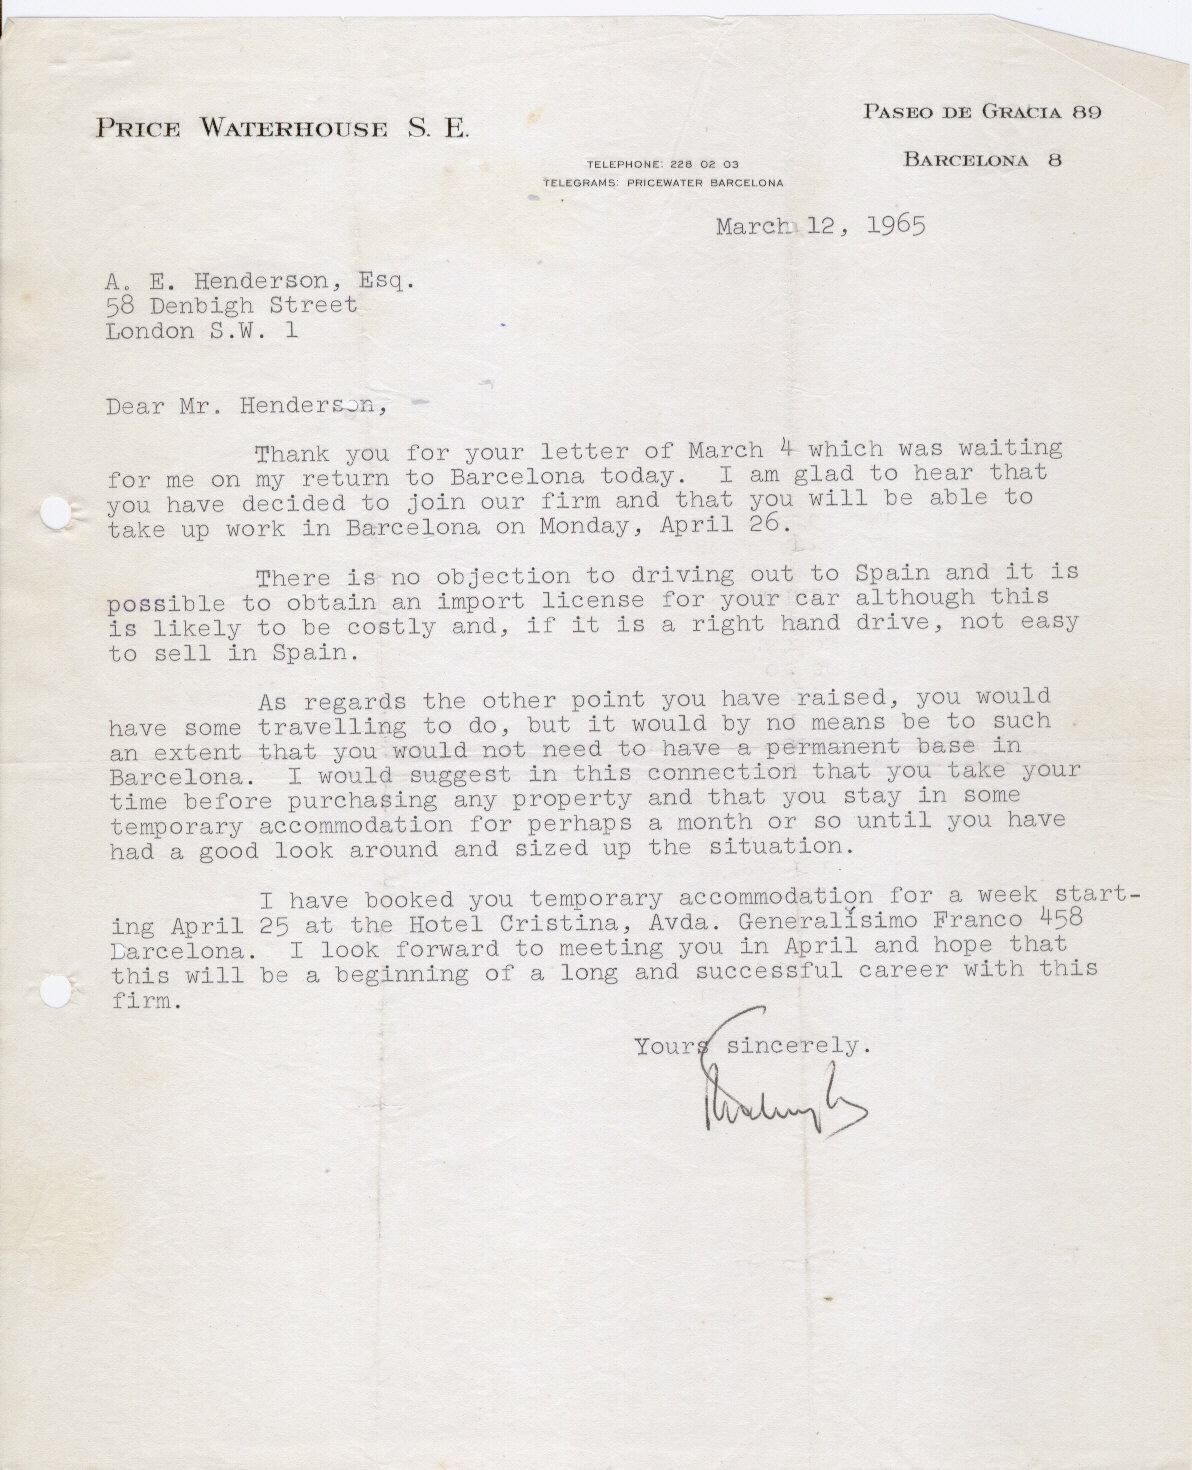 PRICE WATERHOUSE S. E.
PASEO DE GRACIA 89
BARCELONA 8
TELEPHONE: 228 02 03
TELEGRAMS: PRICEWATER BARCELONA
March 12, 1965
A. E. Henderson, Esq.
58 Denbigh Street
London S.W. 1
Dear Mr. Henderson,
Thank you for your letter of March 4 which was waiting
for me on my return to Barcelona today. I am glad to hear that
you have decided to join our firm and that you will be able to
take up work in Barcelona on Monday, April 26.
There is no objection to driving out to Spain and it is
possible to obtain an import license for your car although this
is likely to be costly and, if it is a right hand drive, not easy
to sell in Spain.
As regards the other point you have raised, you would
have some travelling to do, but it would by no means be to such
an extent that you would not need to have a permanent base in
Barcelona. I would suggest in this connection that you take your
time before purchasing any property and that you stay in some
temporary accommodation for perhaps a month or so until you have
had a good look around and sized up the situation.
I have booked you temporary accommodation for a week start-
ing April 25 at the Hotel Cristina, Avda. Generalísimo Franco 458
Barcelona. I look forward to meeting you in April and hope that
this will be a beginning of a long and successful career with this
firm.
Yours sincerely.